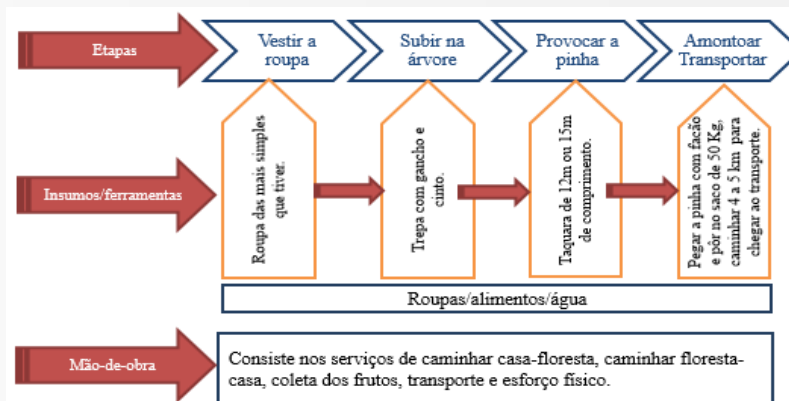 Etapas
Vestir a
roupa
Subir na
árvore
Provocar a
pinha
Amontoar
Transportar
Insumos/ferramentas
Roupa das mais simples
que tiver.
Trepa com gancho e
cinto.
Taquara de 12m ou 15m
de comprimento.
Pegar a pinha com facão
e pôr no saco de 50 Kg,
caminhar 4 a 5 km para
chegar ao transporte.
Roupas/alimentos/água
Mão-de-obra
Consiste nos serviços de caminhar casa-floresta, caminhar floresta-
casa, coleta dos frutos, transporte e esforço físico.